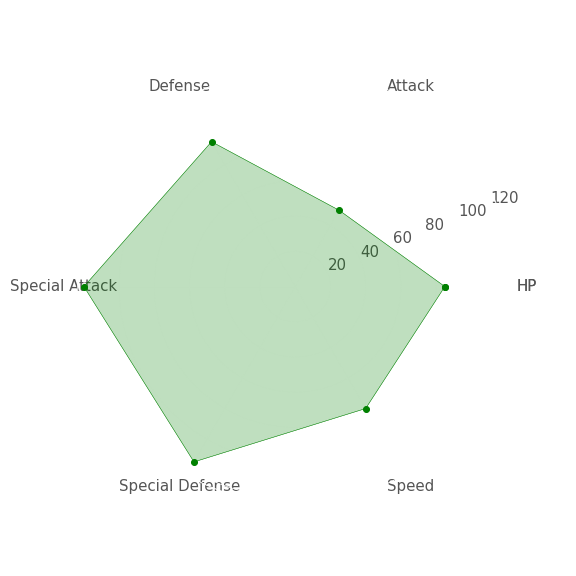 Defense
Attack
120
100
80
60
40
20
Special Attack
HP
Special Defense
Speed